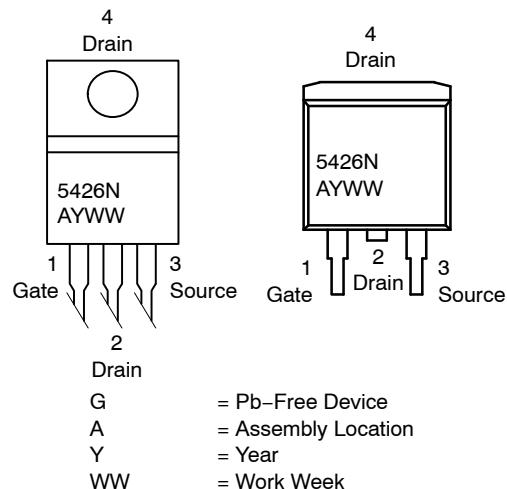 4
Drain
5426N
AYWW
1
Gate
3
Source
2
Drain
4
Drain
5426N
AYWW
1
Gate
2
Drain
3
Source
G = Pb−Free Device
A = Assembly Location
Y = Year
WW = Work Week